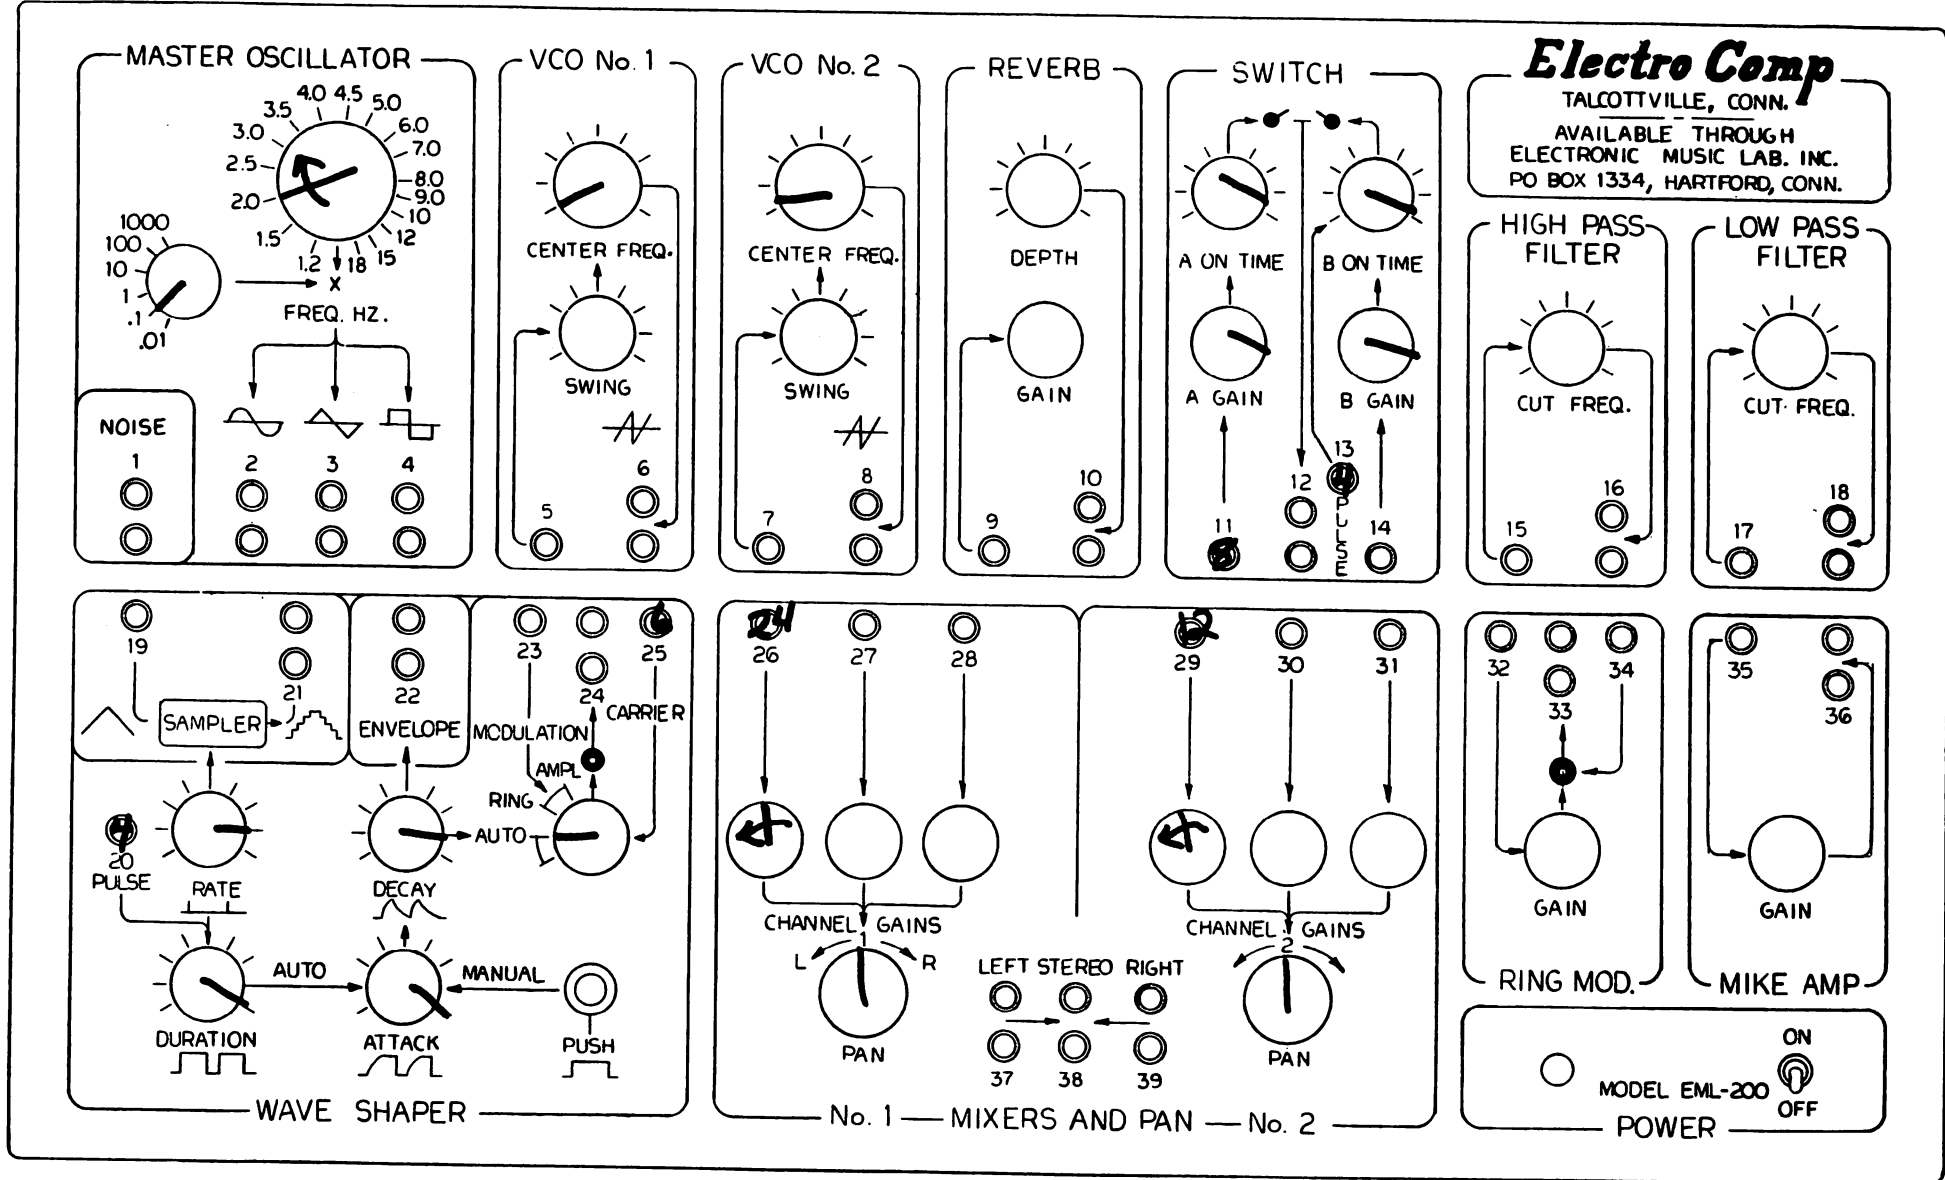 MASTER OSCILLATOR
4.0 4.5
3.5 5.0
3.0 6.0
2.5 7.0
2.0 8.0
9.0
10
1.5 12
1.2 18 15
1000
100
10
1
.1
.01
X
FREQ. HZ.
NOISE
1 2 3 4
VCO No. 1
CENTER FREQ.
SWING
6
5
VCO No. 2
CENTER FREQ.
SWING
8
7
REVERB
DEPTH
GAIN
10
9
SWITCH
A ON TIME B ON TIME
A GAIN B GAIN
13
12
11 14
4
8
PULSE
Electro Comp
TALCOTTVILLE, CONN.
AVAILABLE THROUGH
ELECTRONIC MUSIC LAB. INC.
PO BOX 1334, HARTFORD, CONN.
HIGH PASS
FILTER
CUT FREQ.
16
15
LOW PASS
FILTER
CUT FREQ.
18
17
19
21
SAMPLER
22
ENVELOPE
6
23 25
24
CARRIER
MODULATION
AMPL
RING
AUTO
4
20
PULSE
RATE
DECAY
AUTO
MANUAL
DURATION
ATTACK
PUSH
WAVE SHAPER
24
26 27 28
12
29 30 31
CHANNEL GAINS
1
L R
PAN
CHANNEL GAINS
2
PAN
LEFT STEREO RIGHT
37 38 39
No. 1 — MIXERS AND PAN — No. 2
32 34
33
GAIN
RING MOD.
35
36
GAIN
MIKE AMP
ON
MODEL EML-200
OFF
POWER